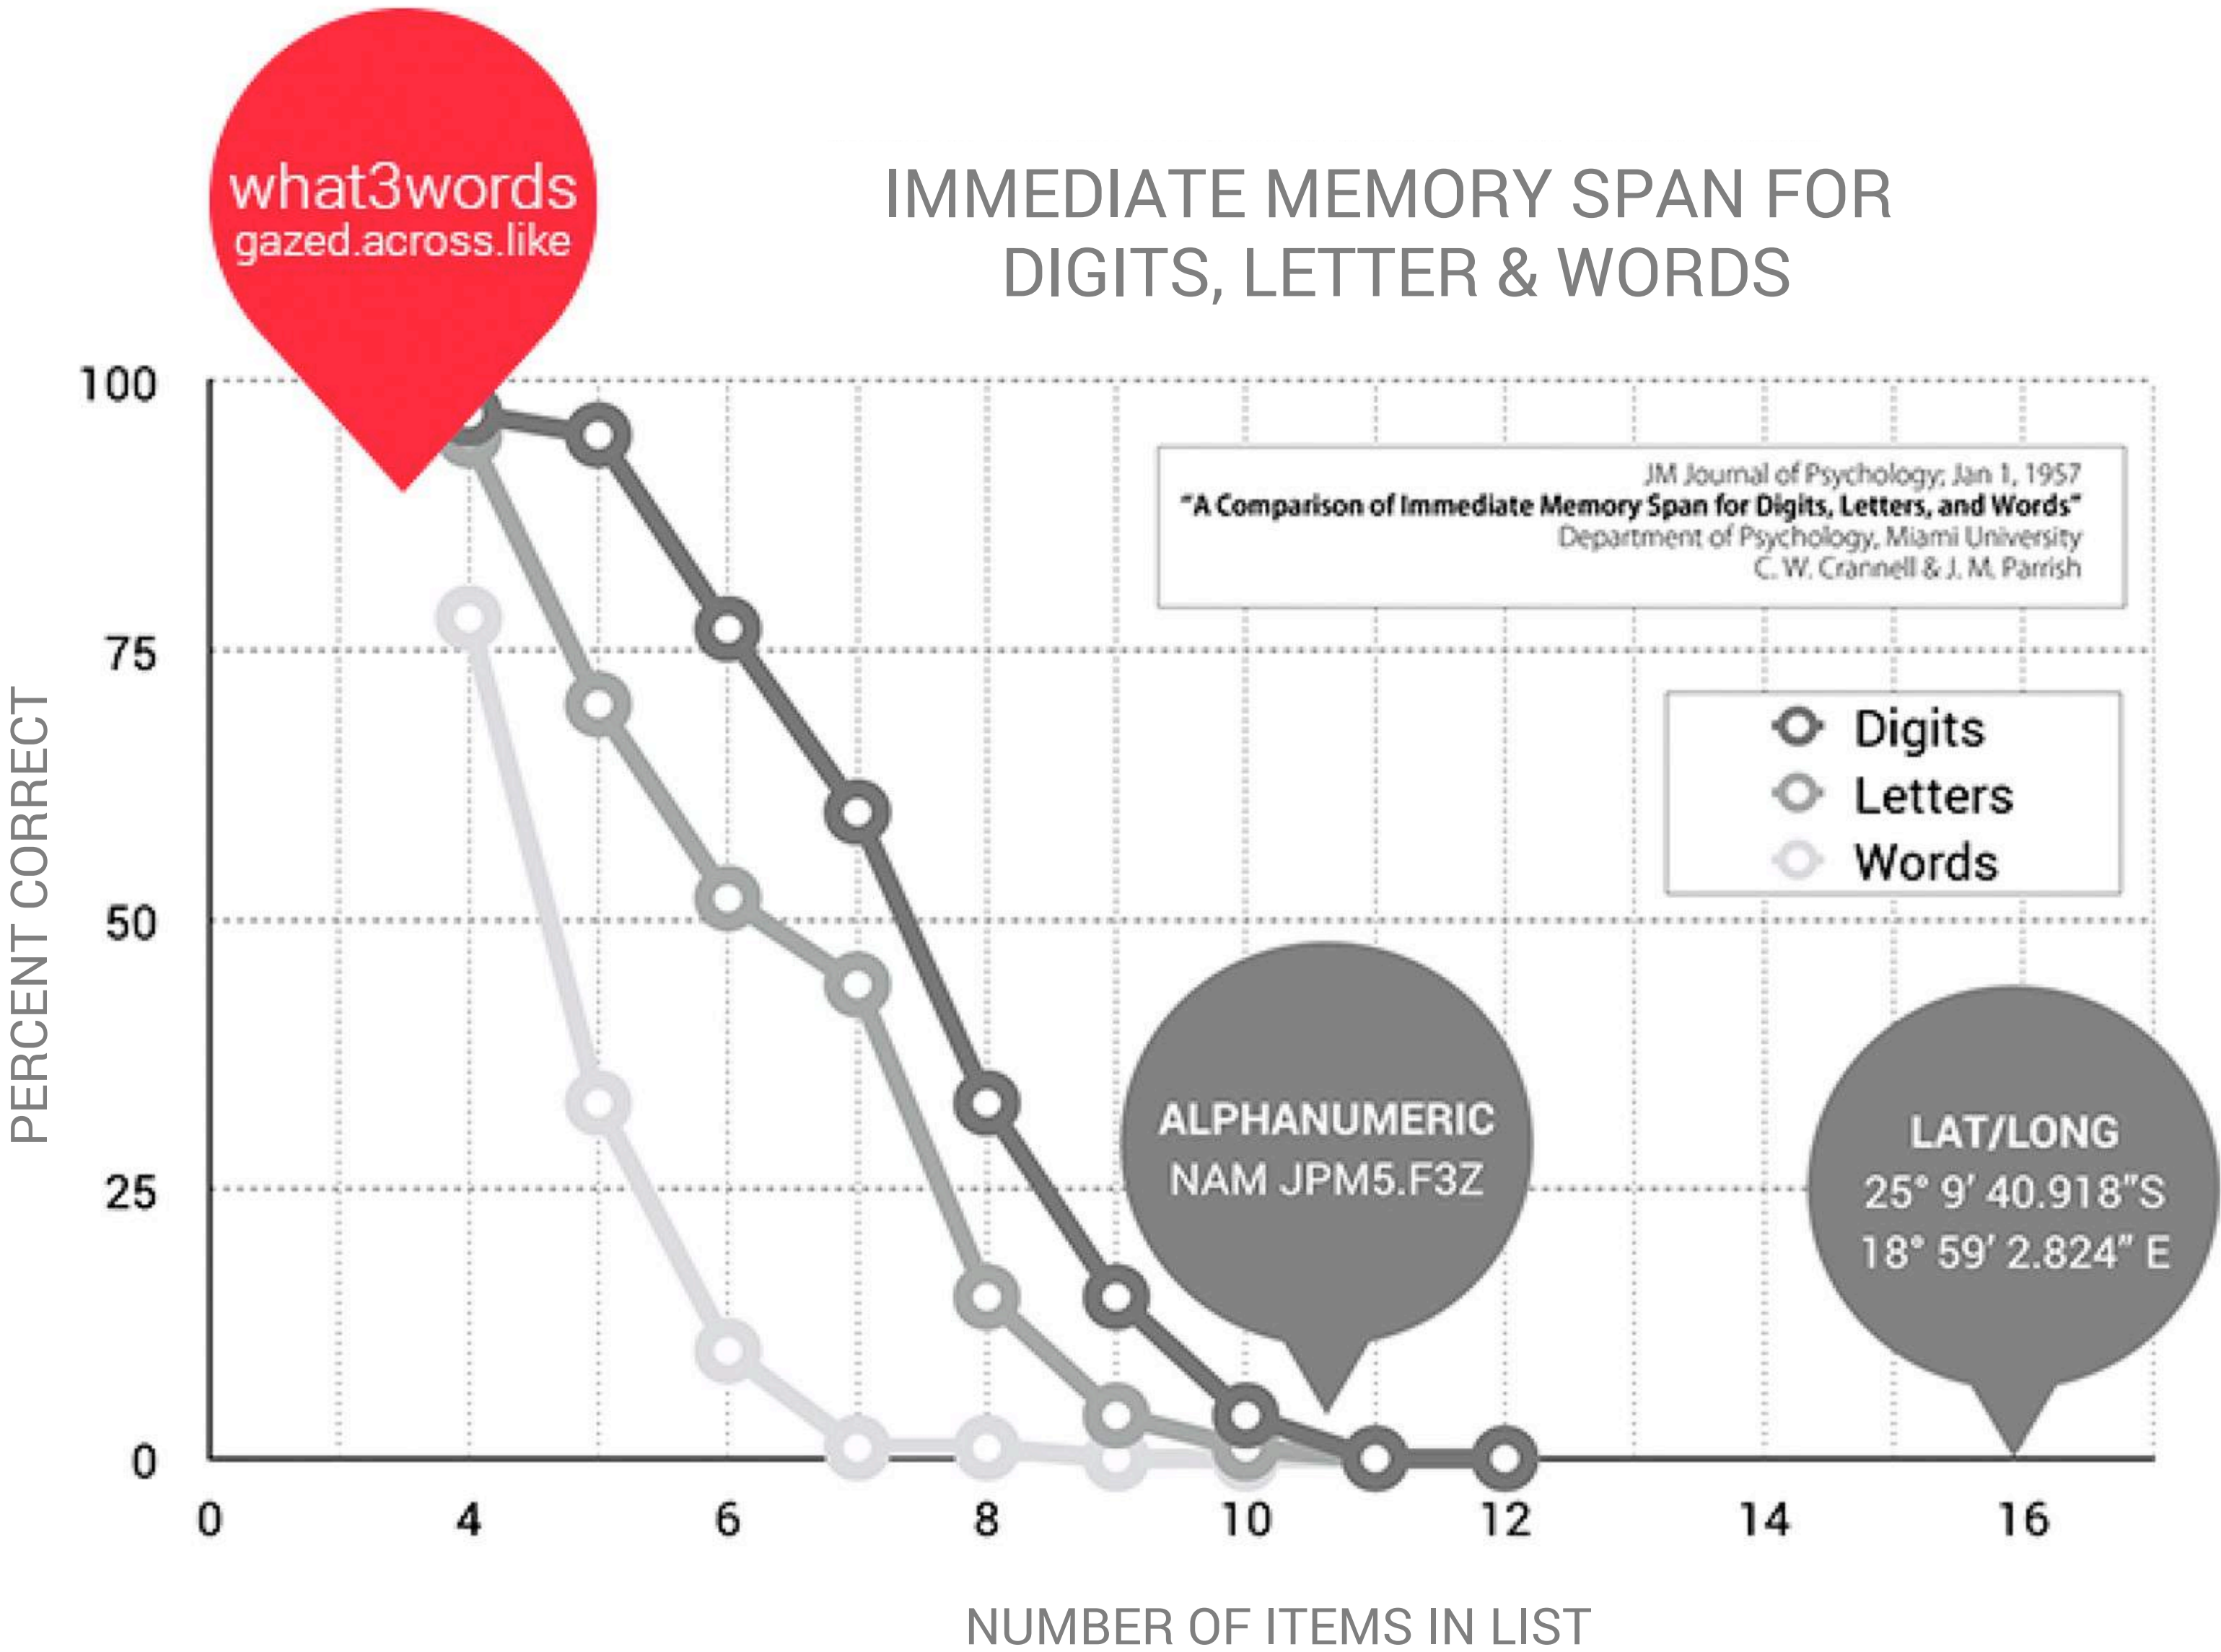 what3words
gazed.across.like
IMMEDIATE MEMORY SPAN FOR
DIGITS, LETTER & WORDS
JM Journal of Psychology; Jan 1, 1957
"A Comparison of Immediate Memory Span for Digits, Letters, and Words"
Department of Psychology, Miami University
C. W. Crannell & J. M. Parrish
Digits
Letters
Words
PERCENT CORRECT
100
75
50
25
0
ALPHANUMERIC
NAM JPM5.F3Z
LAT/LONG
25° 9' 40.918"S
18° 59' 2.824" E
0 4 6 8 10 12 14 16
NUMBER OF ITEMS IN LIST